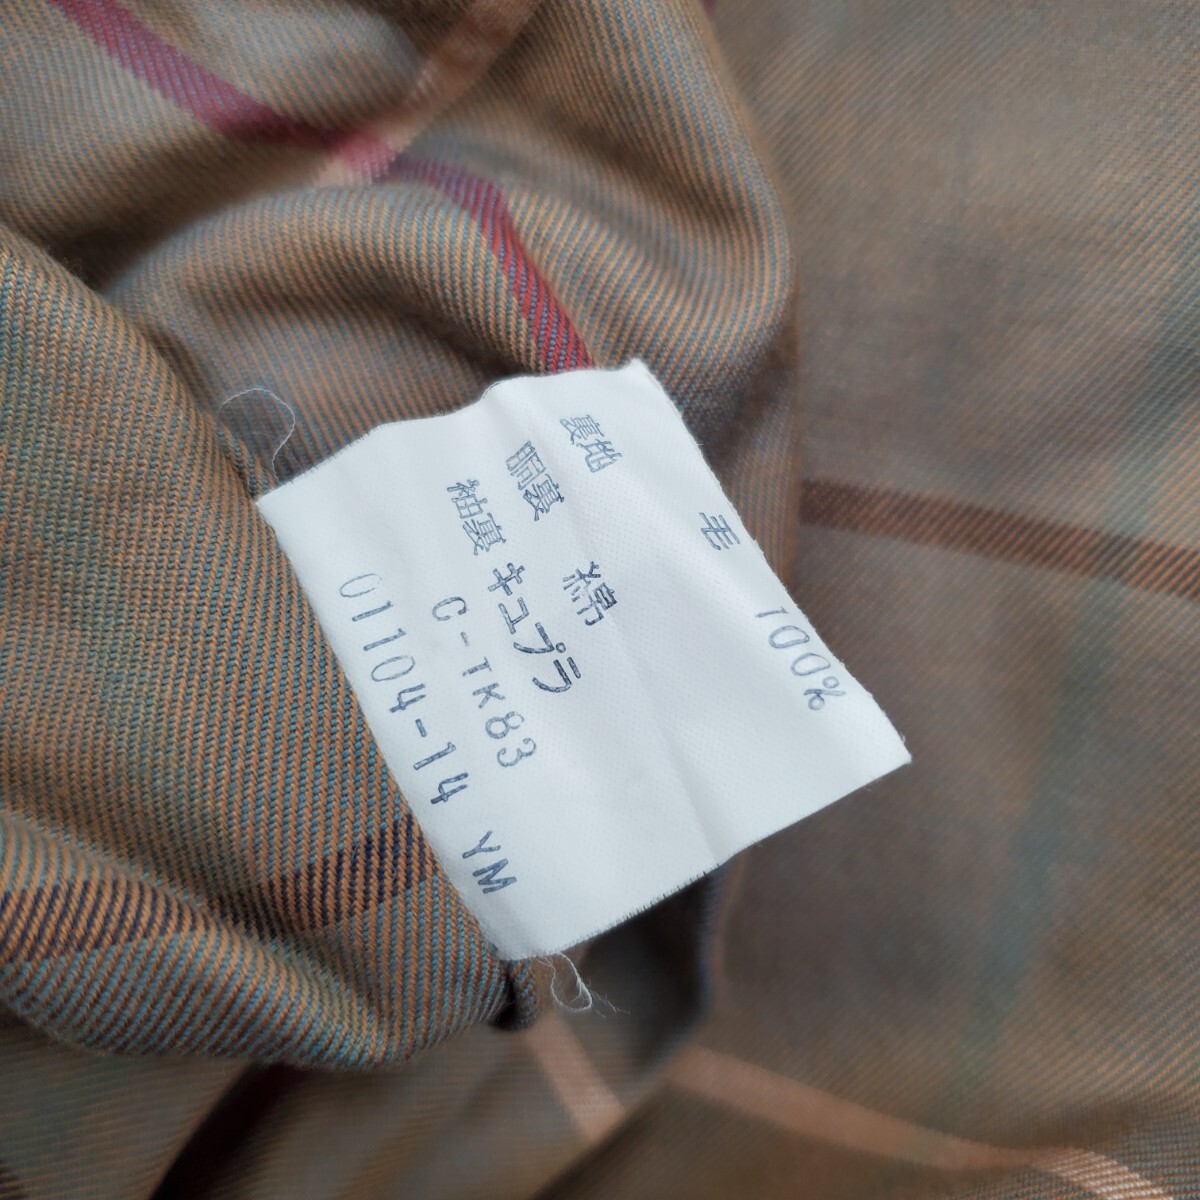 毛 100%
裏地
胴裏 綿
袖裏 キュプラ
C-TK83
01104-14 YM